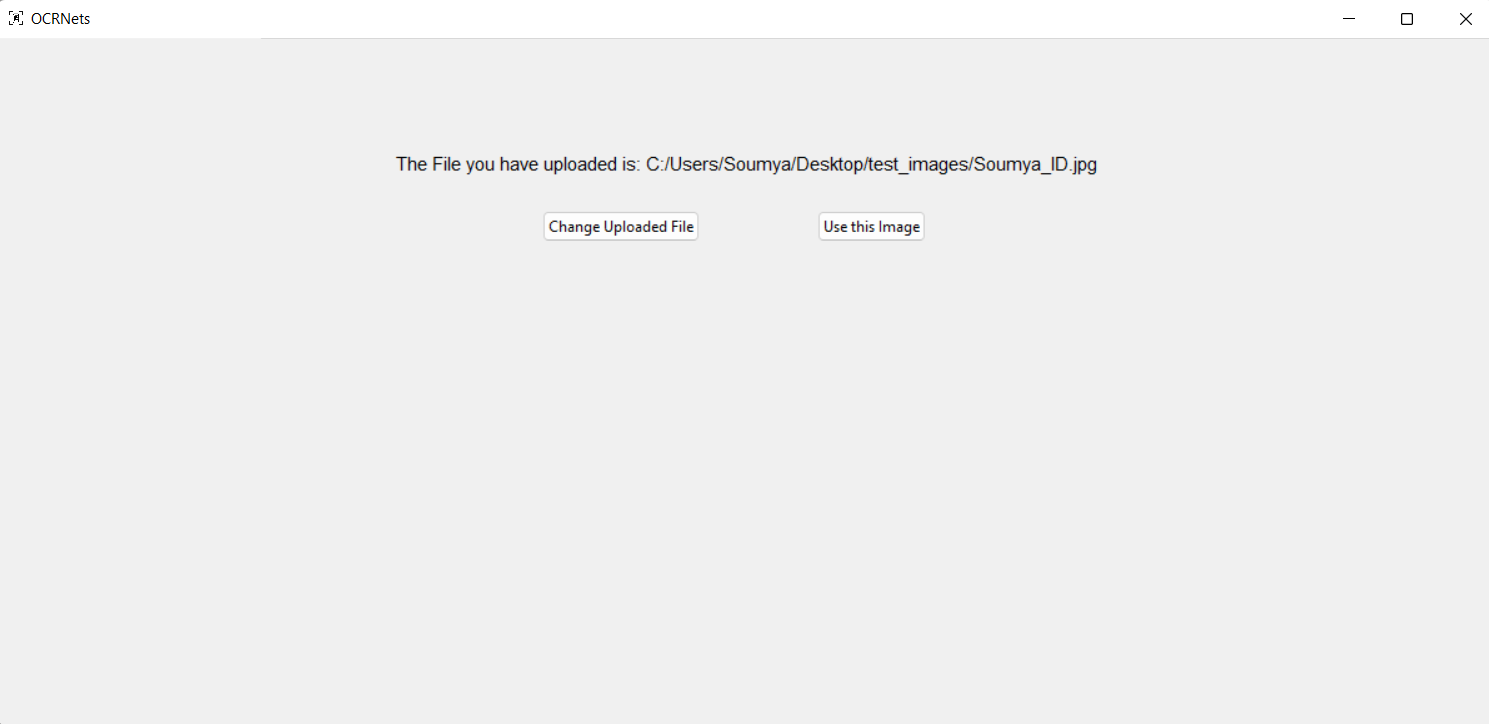 OCRNets
The File you have uploaded is: C:/Users/Soumya/Desktop/test_images/Soumya_ID.jpg
Change Uploaded File
Use this Image